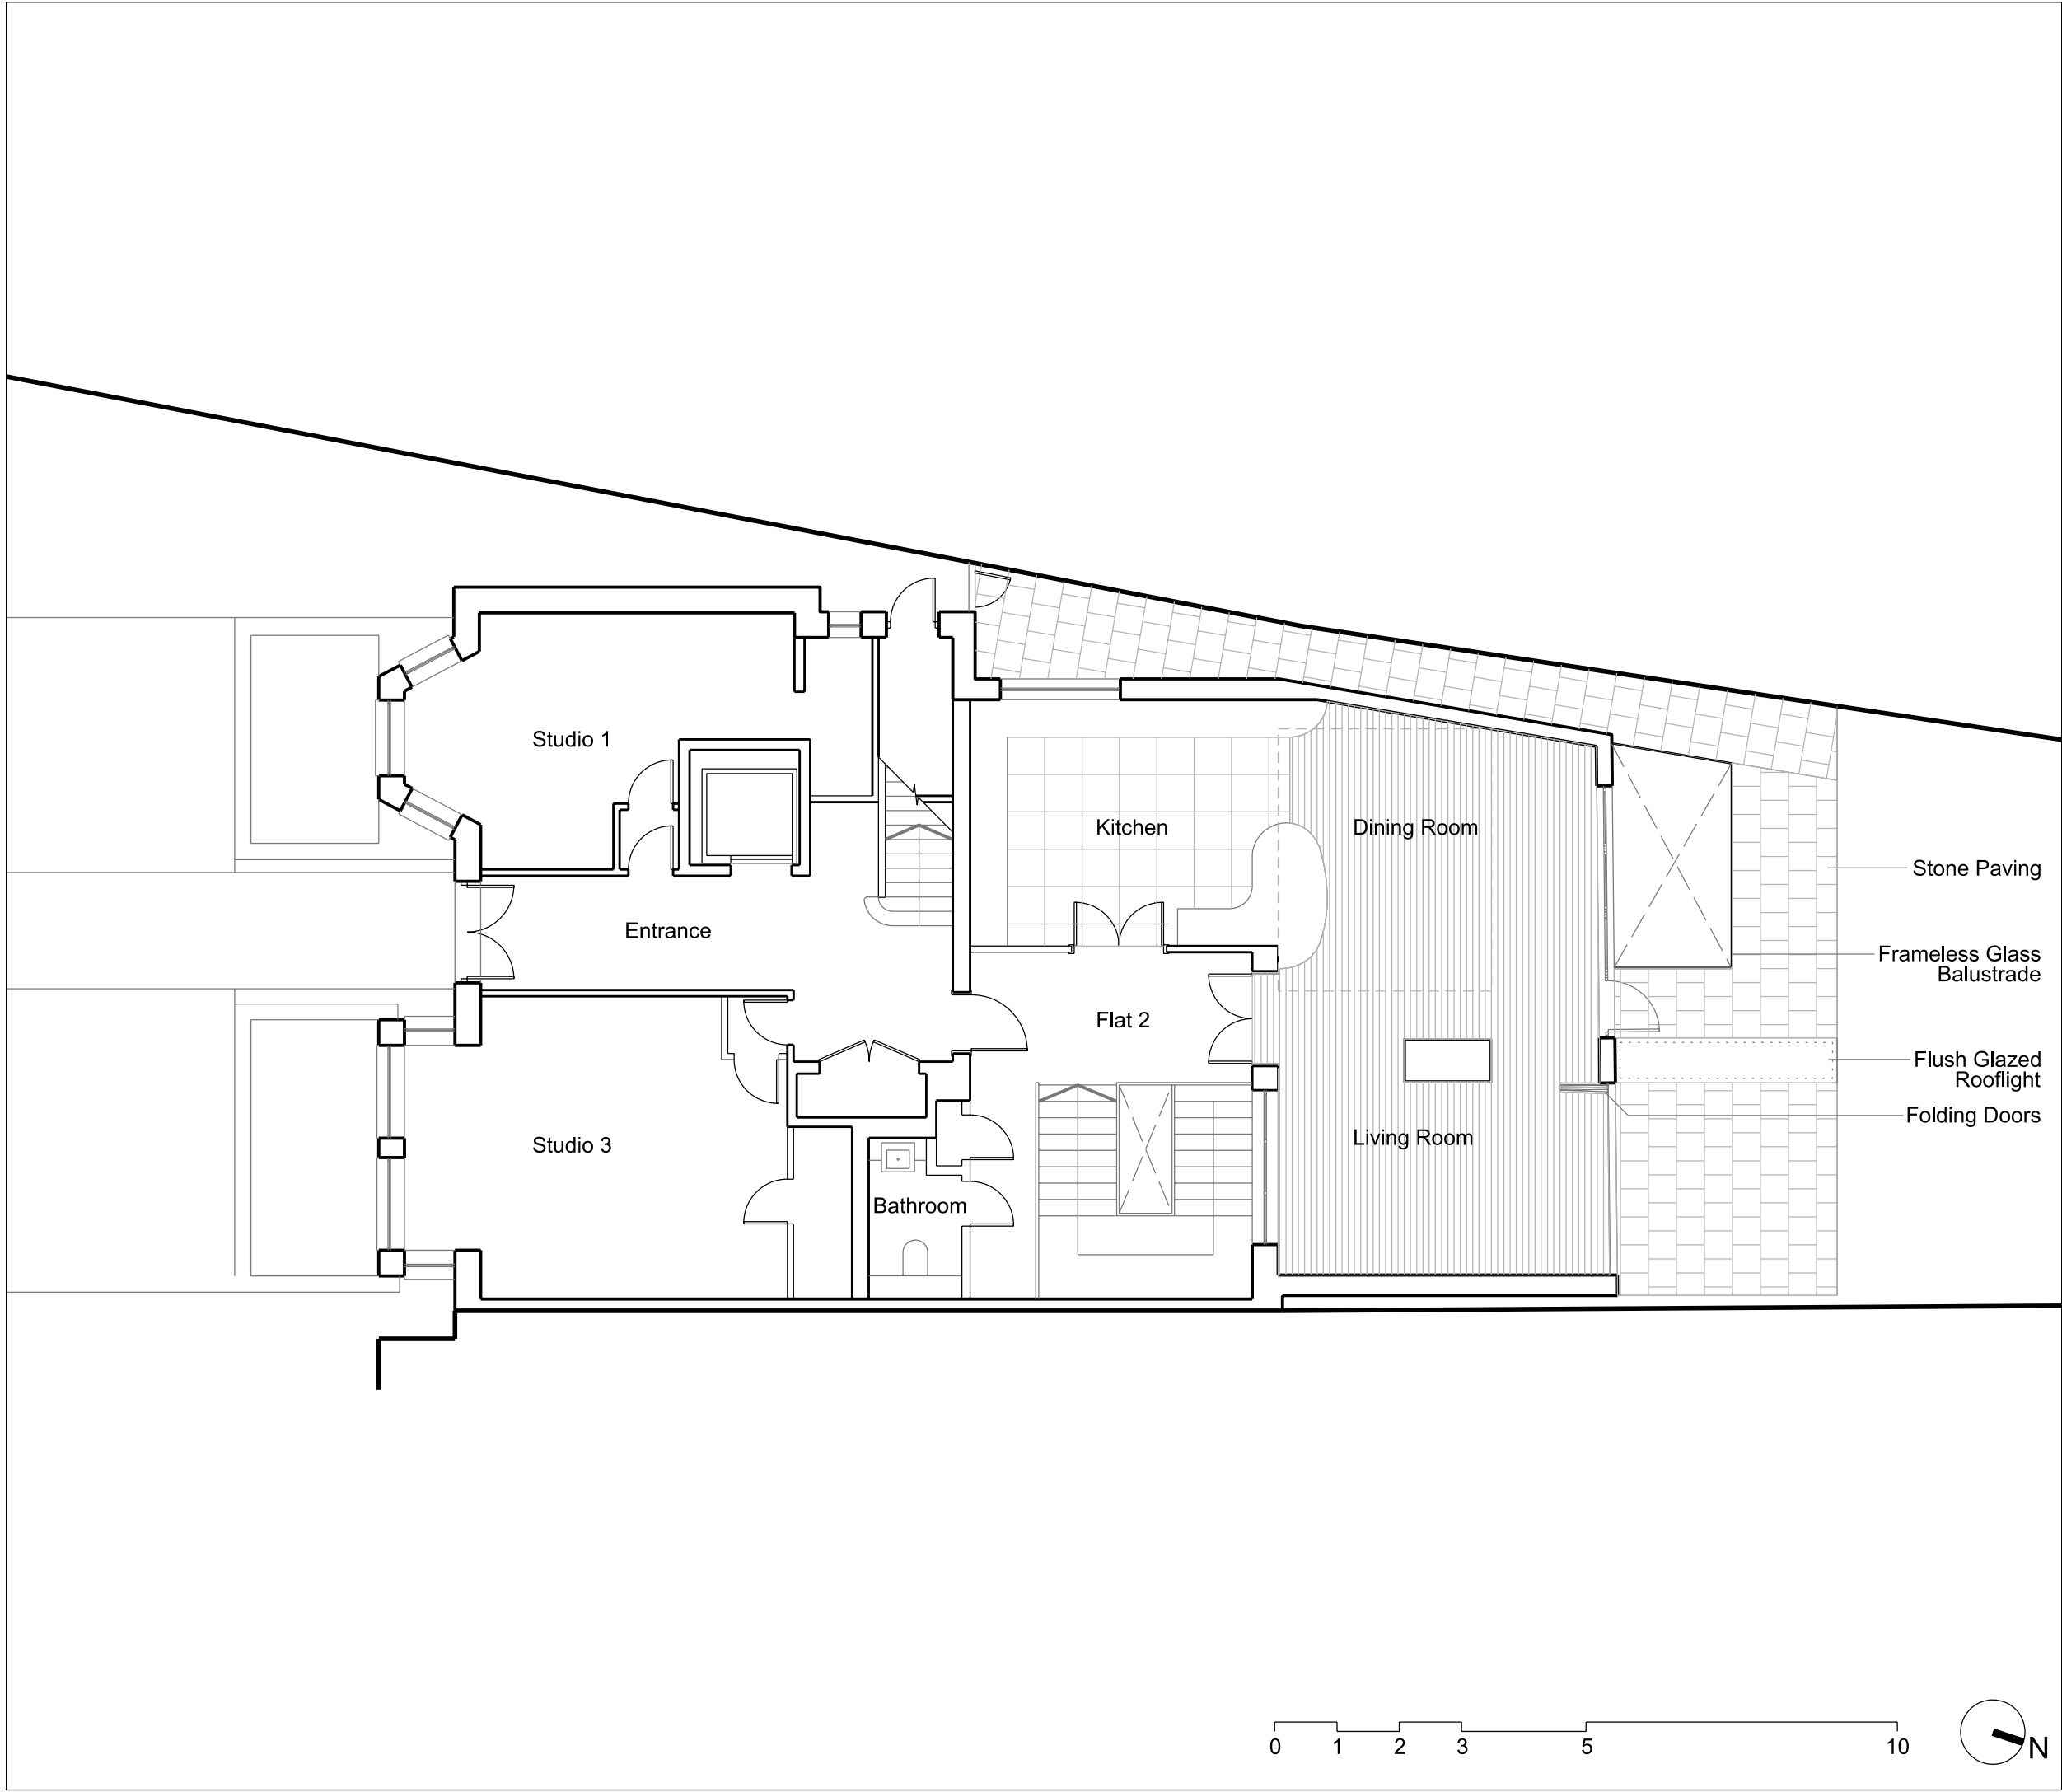 Studio 1
Kitchen
Dining Room
Stone Paving
Entrance
Frameless Glass
Balustrade
Flat 2
Flush Glazed
Rooflight
Folding Doors
Studio 3
Living Room
Bathroom
0 1 2 3 5 10
N